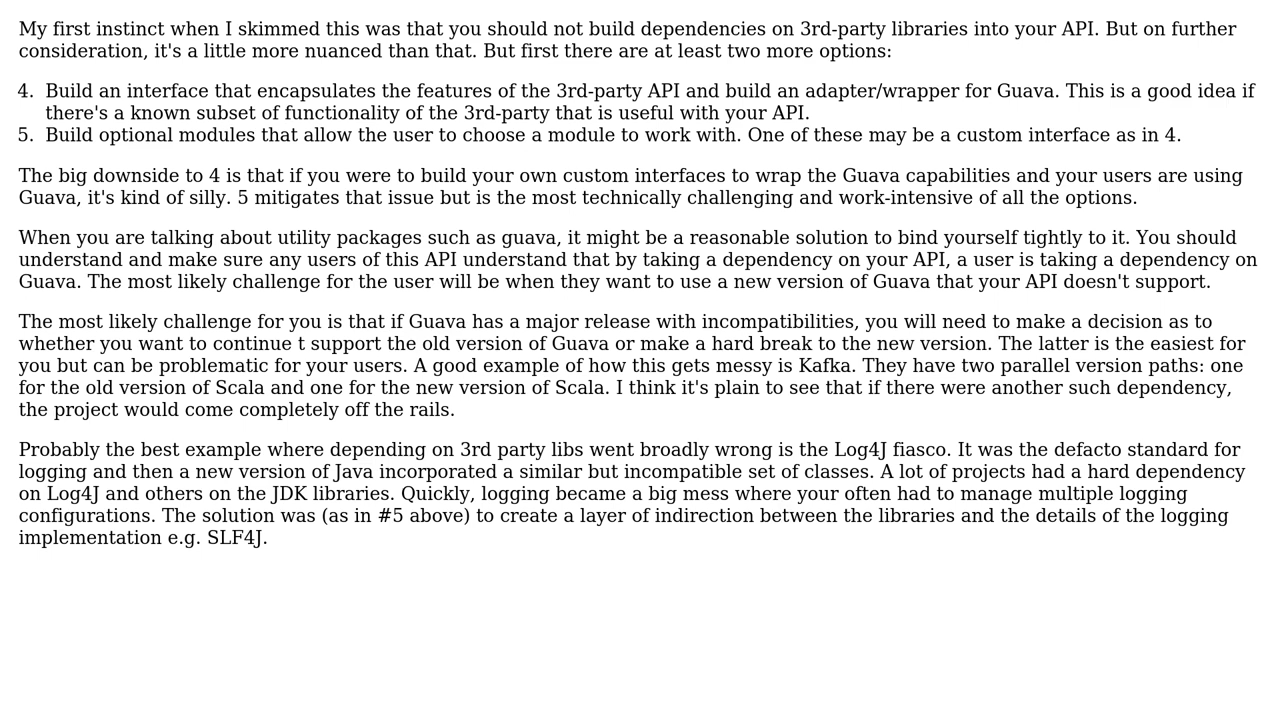 My first instinct when I skimmed this was that you should not build dependencies on 3rd-party libraries into your API. But on further
consideration, it's a little more nuanced than that. But first there are at least two more options:
4. Build an interface that encapsulates the features of the 3rd-party API and build an adapter/wrapper for Guava. This is a good idea if
there's a known subset of functionality of the 3rd-party that is useful with your API.
5. Build optional modules that allow the user to choose a module to work with. One of these may be a custom interface as in 4.
The big downside to 4 is that if you were to build your own custom interfaces to wrap the Guava capabilities and your users are using
Guava, it's kind of silly. 5 mitigates that issue but is the most technically challenging and work-intensive of all the options.
When you are talking about utility packages such as guava, it might be a reasonable solution to bind yourself tightly to it. You should
understand and make sure any users of this API understand that by taking a dependency on your API, a user is taking a dependency on
Guava. The most likely challenge for the user will be when they want to use a new version of Guava that your API doesn't support.
The most likely challenge for you is that if Guava has a major release with incompatibilities, you will need to make a decision as to
whether you want to continue t support the old version of Guava or make a hard break to the new version. The latter is the easiest for
you but can be problematic for your users. A good example of how this gets messy is Kafka. They have two parallel version paths: one
for the old version of Scala and one for the new version of Scala. I think it's plain to see that if there were another such dependency,
the project would come completely off the rails.
Probably the best example where depending on 3rd party libs went broadly wrong is the Log4J fiasco. It was the defacto standard for
logging and then a new version of Java incorporated a similar but incompatible set of classes. A lot of projects had a hard dependency
on Log4J and others on the JDK libraries. Quickly, logging became a big mess where your often had to manage multiple logging
configurations. The solution was (as in #5 above) to create a layer of indirection between the libraries and the details of the logging
implementation e.g. SLF4J.